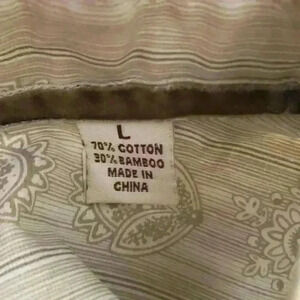 L
70% COTTON
30% BAMBOO
MADE IN
CHINA